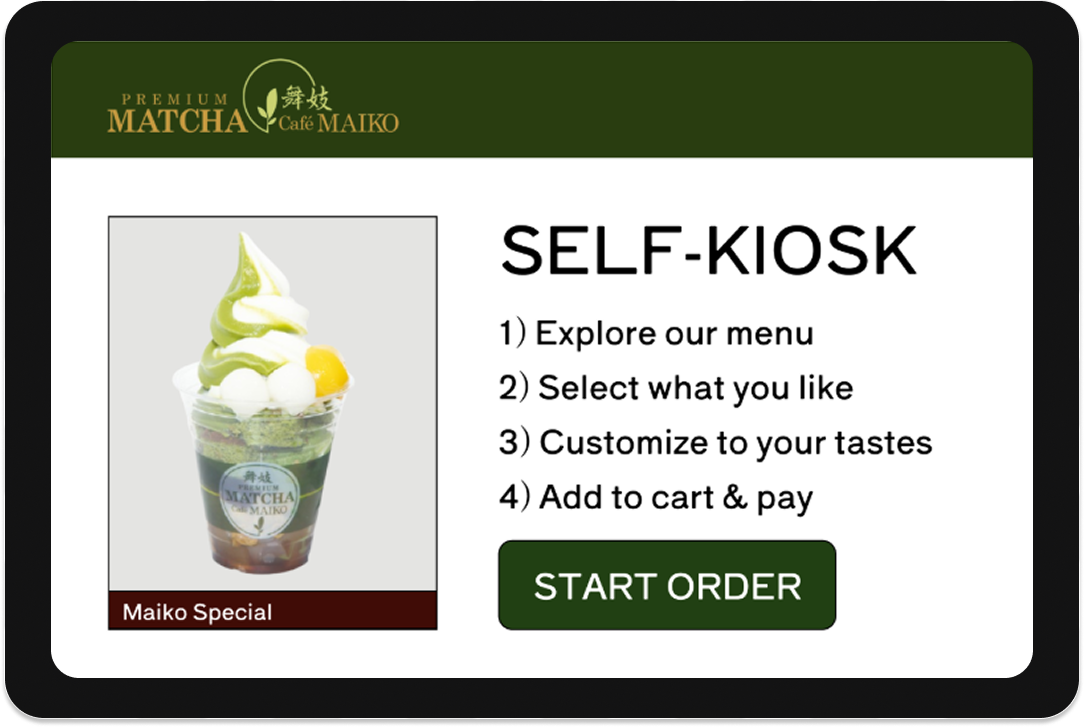 PREMIUM
MATCHA
舞妓
Café MAIKO
SELF-KIOSK
1) Explore our menu
2) Select what you like
3) Customize to your tastes
4) Add to cart & pay
START ORDER
舞妓
PREMIUM
MATCHA
Café MAIKO
Maiko Special